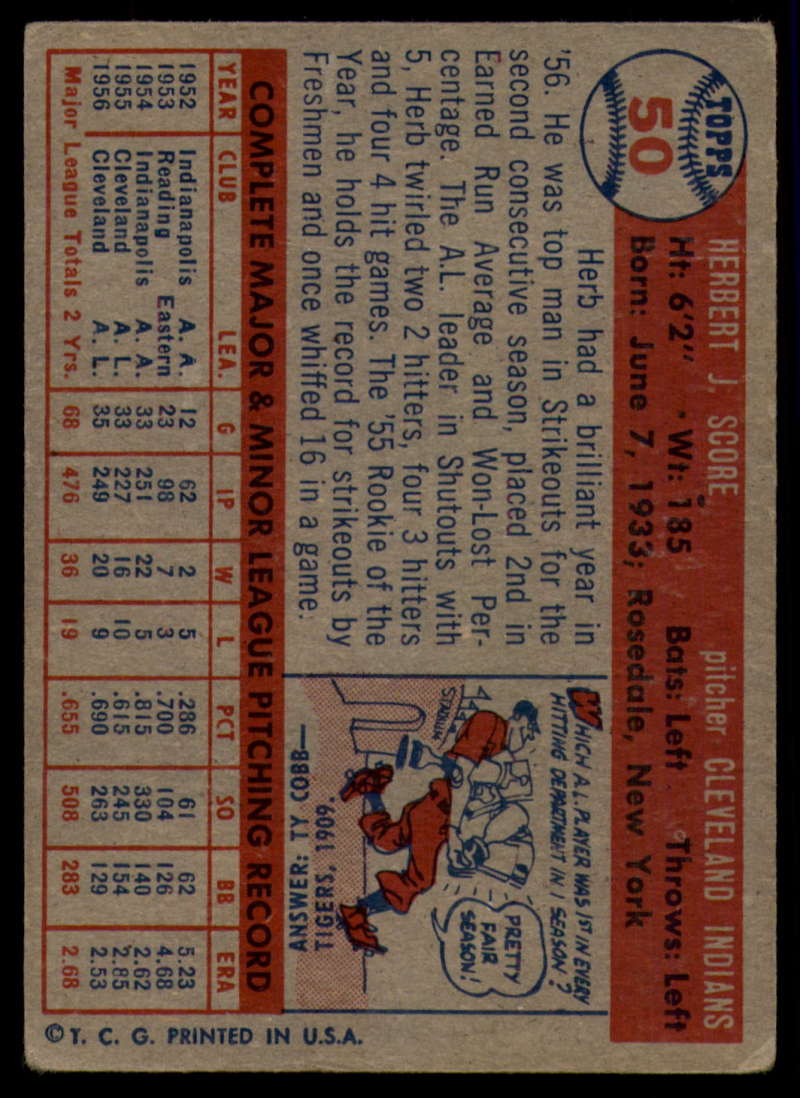 TOPPS
50
HERBERT J. SCORE
pitcher CLEVELAND INDIANS
Ht: 6'2" Wt: 185 Bats: Left Throws: Left
Born: June 7, 1933; Rosedale, New York
Herb had a brilliant year in
'56. He was top man in Strikeouts for the
second consecutive season, placed 2nd in
Earned Run Average and Won-Lost Per-
centage. The A.L. leader in Shutouts with
5, Herb twirled two 2 hitters, four 3 hitters
and four 4 hit games. The '55 Rookie of the
Year, he holds the record for strikeouts by
Freshmen and once whiffed 16 in a game.
WHICH A.L. PLAYER WAS 1ST IN EVERY
HITTING DEPARTMENT IN 1 SEASON?
PRETTY
FAIR
SEASON!
STADIUM
ANSWER: TY COBB—
TIGERS, 1909.
COMPLETE MAJOR & MINOR LEAGUE PITCHING RECORD
YEAR CLUB LEA. G IP W L PCT SO BB ERA
1952 Indianapolis A. A. 12 62 2 5 .286 61 62 5.23
1953 Reading Eastern 23 98 7 3 .700 104 126 4.68
1954 Indianapolis A. A. 33 251 22 5 .815 330 140 2.62
1955 Cleveland A. L. 33 227 16 10 .615 245 154 2.85
1956 Cleveland A. L. 35 249 20 9 .690 263 129 2.53
Major League Totals 2 Yrs. 68 476 36 19 .655 508 283 2.68
© T. C. G. PRINTED IN U.S.A.